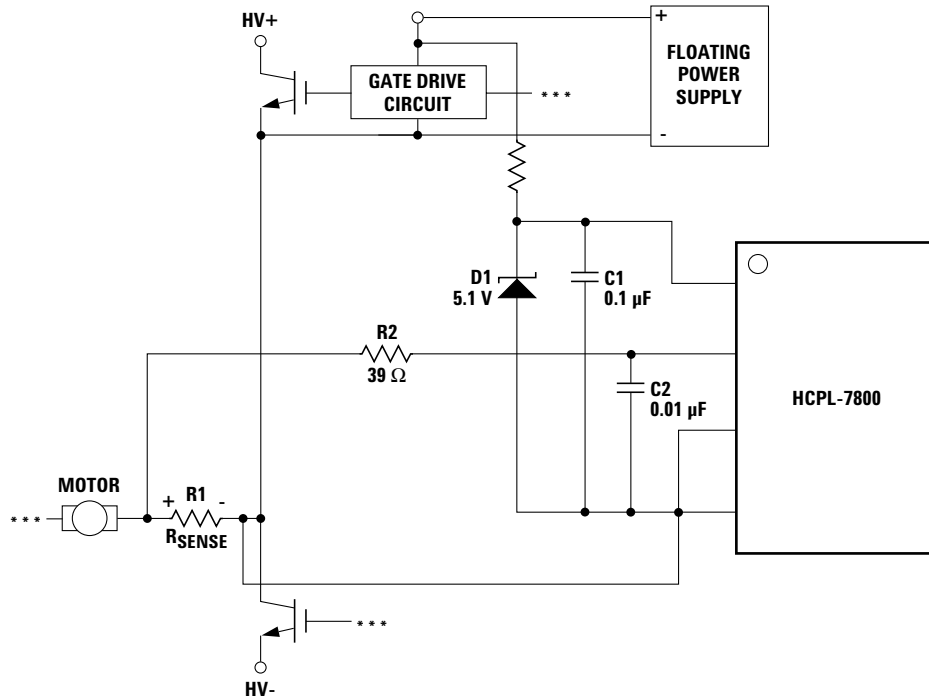 HV+
+
FLOATING
POWER
SUPPLY
-
GATE DRIVE
CIRCUIT
***
D1
5.1 V
C1
0.1 µF
R2
39 Ω
C2
0.01 µF
HCPL-7800
MOTOR
***
+
R1
-
RSENSE
***
HV-